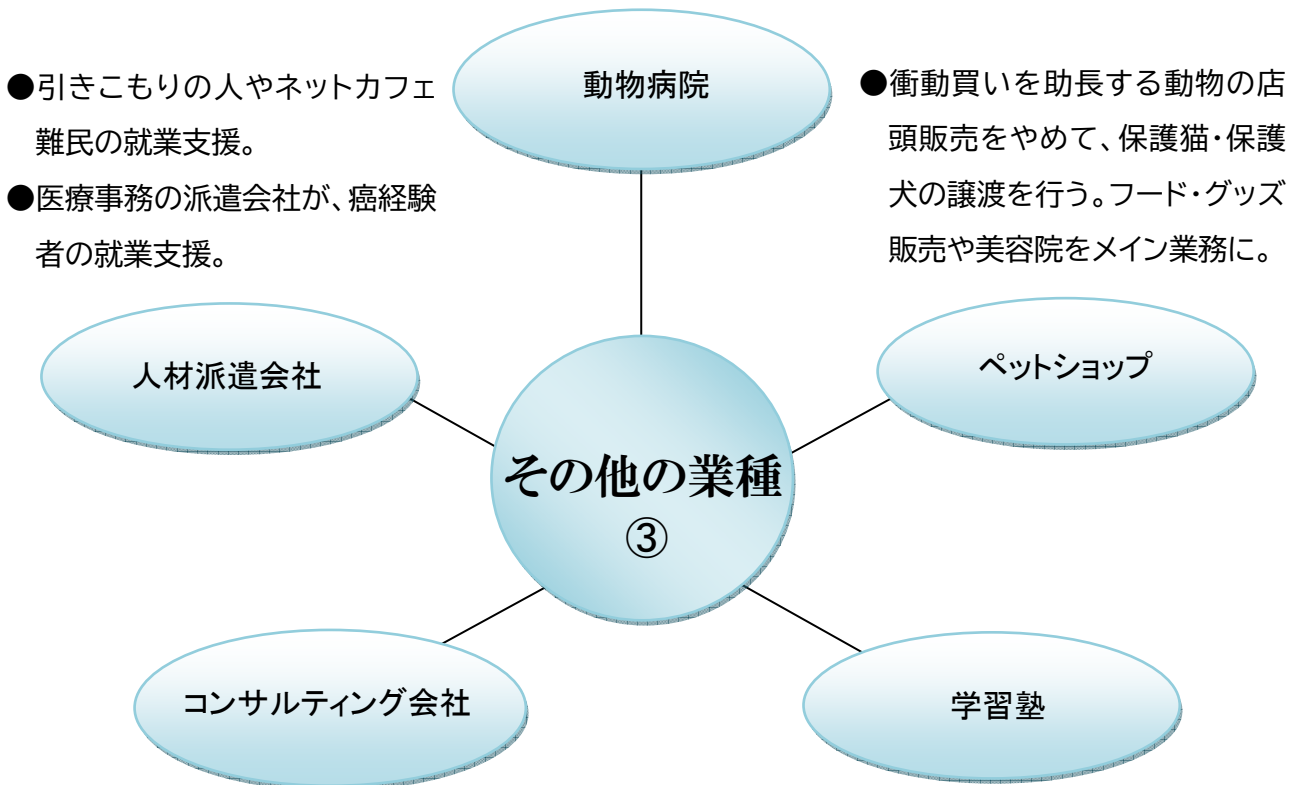 動物病院
●引きこもりの人やネットカフェ
難民の就業支援。
●医療事務の派遣会社が、癌経験
者の就業支援。
●衝動買いを助長する動物の店
頭販売をやめて、保護猫・保護
犬の譲渡を行う。フード・グッズ
販売や美容院をメイン業務に。
人材派遣会社
ペットショップ
その他の業種
③
コンサルティング会社
学習塾